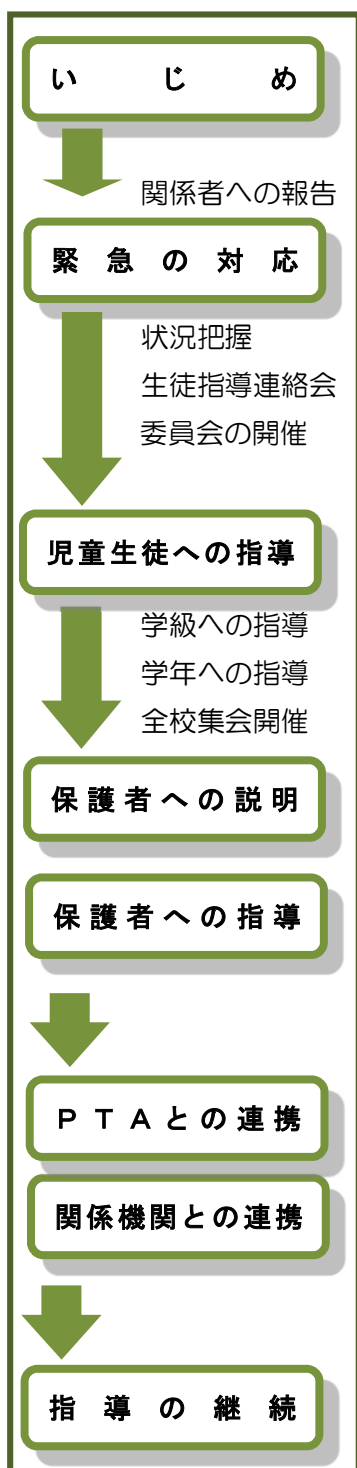 いじめ
関係者への報告
緊急の対応
状況把握
生徒指導連絡会
委員会の開催
児童生徒への指導
学級への指導
学年への指導
全校集会開催
保護者への説明
保護者への指導
ＰＴＡとの連携
関係機関との連携
指導の継続